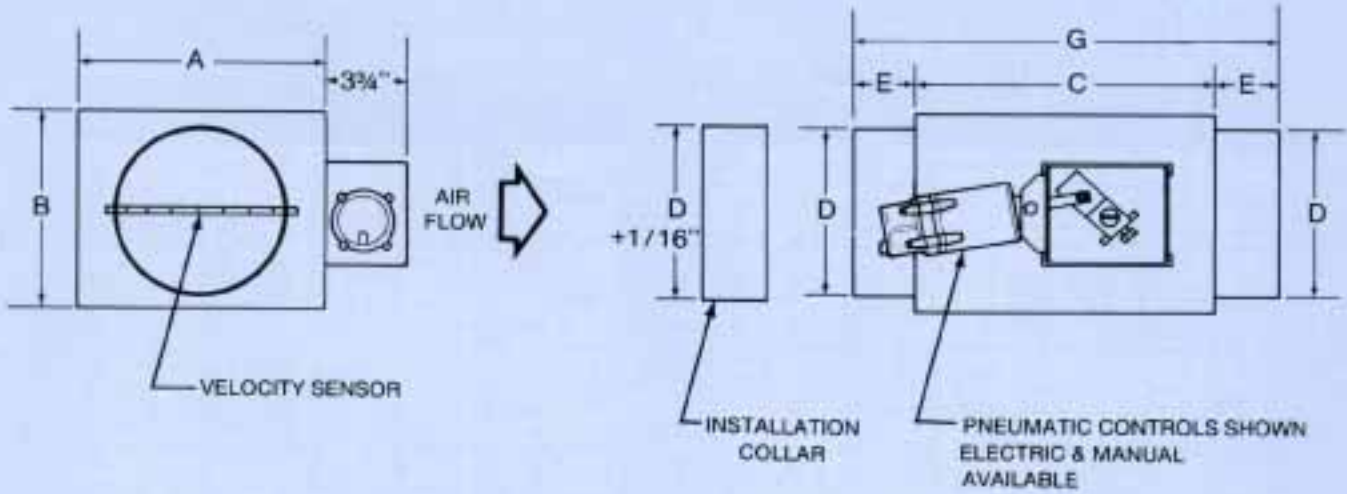 A
3¾"
B
AIR
FLOW
VELOCITY SENSOR
G
E
C
E
D
+1/16"
D
D
INSTALLATION
COLLAR
PNEUMATIC CONTROLS SHOWN
ELECTRIC & MANUAL
AVAILABLE